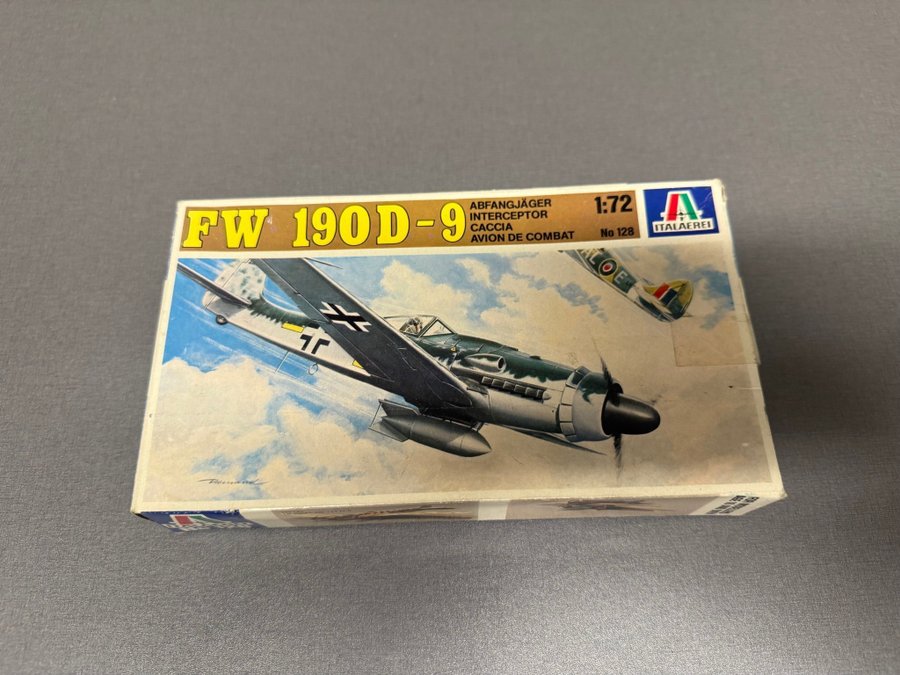 FW 190D-9
ABFANGJÄGER
INTERCEPTOR
CACCIA
AVION DE COMBAT
1:72
No 128
ITALAEREI
E